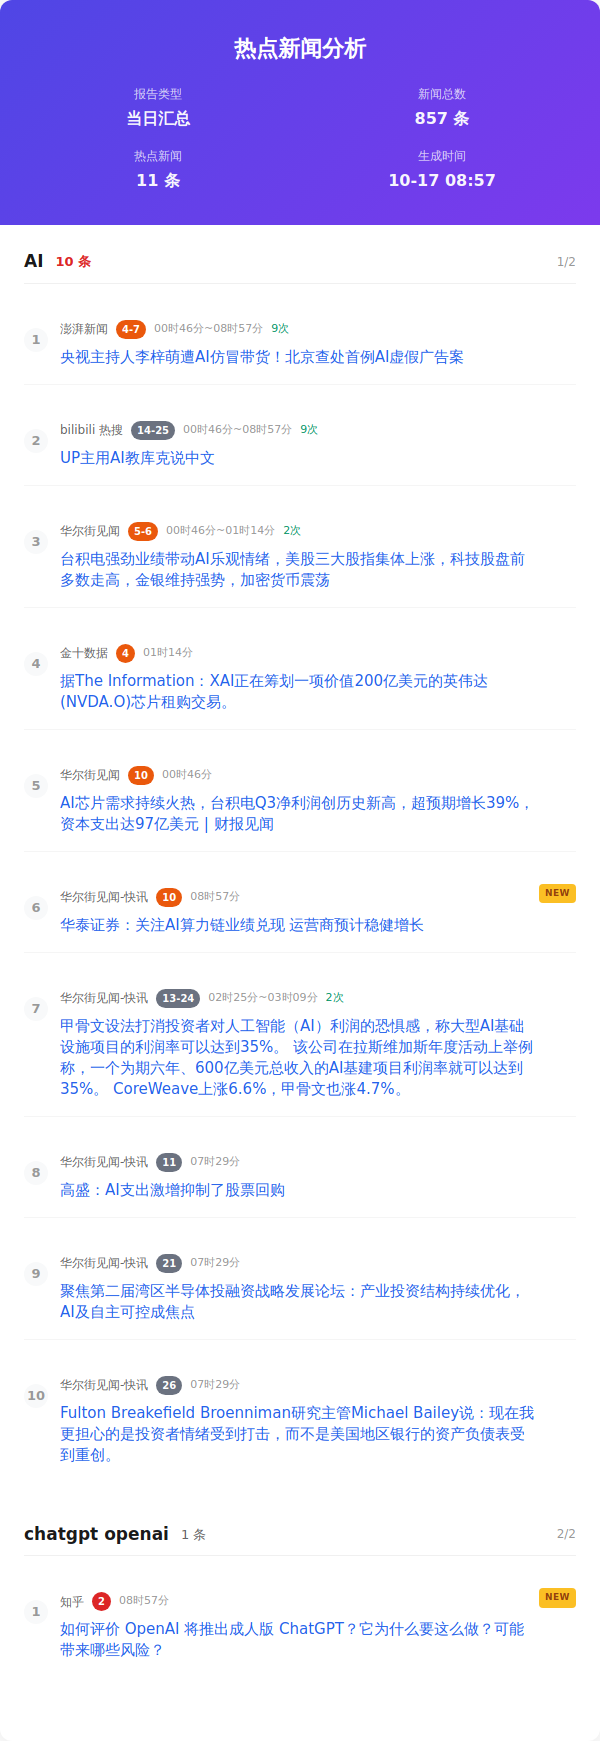 热点新闻分析
报告类型
当日汇总
新闻总数
857 条
热点新闻
11 条
生成时间
10-17 08:57
AI 10 条 1/2
1 澎湃新闻 4-7 00时46分~08时57分 9次
央视主持人李梓萌遭AI仿冒带货！北京查处首例AI虚假广告案
2 bilibili 热搜 14-25 00时46分~08时57分 9次
UP主用AI教库克说中文
3 华尔街见闻 5-6 00时46分~01时14分 2次
台积电强劲业绩带动AI乐观情绪，美股三大股指集体上涨，科技股盘前
多数走高，金银维持强势，加密货币震荡
4 金十数据 4 01时14分
据The Information：XAI正在筹划一项价值200亿美元的英伟达
(NVDA.O)芯片租购交易。
5 华尔街见闻 10 00时46分
AI芯片需求持续火热，台积电Q3净利润创历史新高，超预期增长39%，
资本支出达97亿美元 | 财报见闻
6 华尔街见闻-快讯 10 08时57分 NEW
华泰证券：关注AI算力链业绩兑现 运营商预计稳健增长
7 华尔街见闻-快讯 13-24 02时25分~03时09分 2次
甲骨文设法打消投资者对人工智能（AI）利润的恐惧感，称大型AI基础
设施项目的利润率可以达到35%。 该公司在拉斯维加斯年度活动上举例
称，一个为期六年、600亿美元总收入的AI基建项目利润率就可以达到
35%。 CoreWeave上涨6.6%，甲骨文也涨4.7%。
8 华尔街见闻-快讯 11 07时29分
高盛：AI支出激增抑制了股票回购
9 华尔街见闻-快讯 21 07时29分
聚焦第二届湾区半导体投融资战略发展论坛：产业投资结构持续优化，
AI及自主可控成焦点
10 华尔街见闻-快讯 26 07时29分
Fulton Breakefield Broenniman研究主管Michael Bailey说：现在我
更担心的是投资者情绪受到打击，而不是美国地区银行的资产负债表受
到重创。
chatgpt openai 1 条 2/2
1 知乎 2 08时57分 NEW
如何评价 OpenAI 将推出成人版 ChatGPT？它为什么要这么做？可能
带来哪些风险？